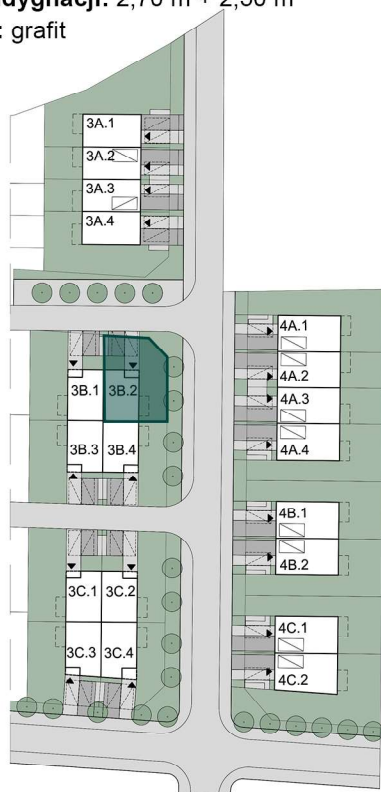 dygnacji: 2,70 m + 2,50 m
: grafit
3A.1
3A.2
3A.3
3A.4
3B.1
3B.2
3B.3
3B.4
3C.1
3C.2
3C.3
3C.4
4A.1
4A.2
4A.3
4A.4
4B.1
4B.2
4C.1
4C.2